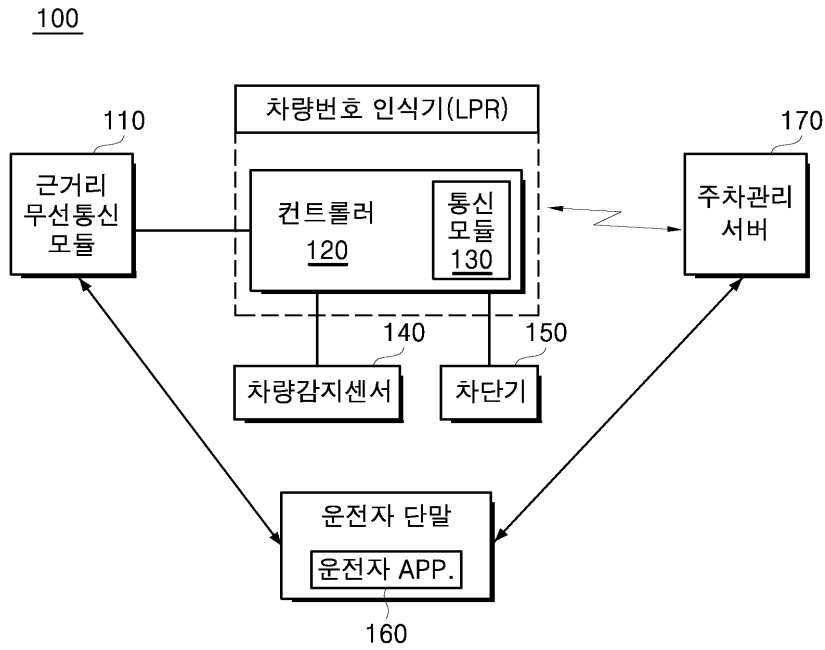 100
차량번호 인식기(LPR)
110
근거리
무선통신
모듈
컨트롤러
120
통신
모듈
130
170
주차관리
서버
140
차량감지센서
150
차단기
운전자 단말
운전자 APP.
160